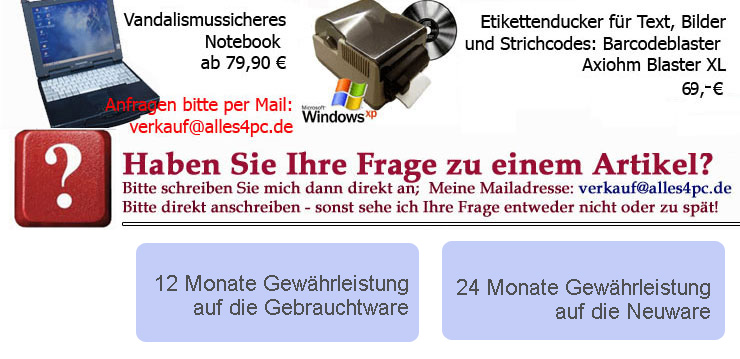 Vandalismussicheres
Notebook
ab 79,90 €
Anfragen bitte per Mail:
verkauf@alles4pc.de
Etikettenducker für Text, Bilder
und Strichcodes: Barcodeblaster
Axiohm Blaster XL
69,-€
Microsoft
Windows xp
?
Haben Sie Ihre Frage zu einem Artikel?
Bitte schreiben Sie mich dann direkt an; Meine Mailadresse: verkauf@alles4pc.de
Bitte direkt anschreiben - sonst sehe ich Ihre Frage entweder nicht oder zu spät!
12 Monate Gewährleistung
auf die Gebrauchtware
24 Monate Gewährleistung
auf die Neuware